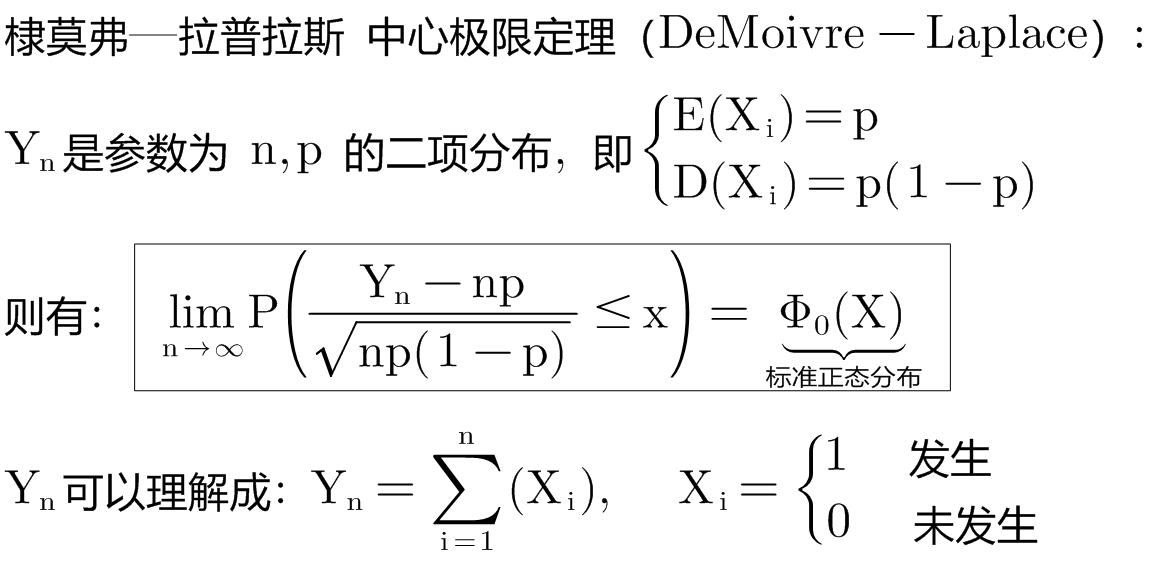 棣莫弗—拉普拉斯 中心极限定理（DeMoivre − Laplace）:
Yₙ是参数为 n,p 的二项分布, 即 { E(Xᵢ)=p
D(Xᵢ)=p(1−p)
则有: lim n→∞ P( (Yₙ−np) / √(np(1−p)) ≤ x ) = Φ₀(X)
标准正态分布
Yₙ可以理解成: Yₙ = ∑ i=1 n (Xᵢ), Xᵢ = { 1 发生
0 未发生